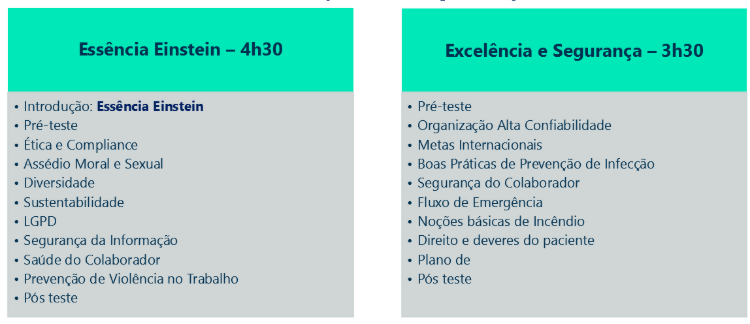 Essência Einstein – 4h30
• Introdução: Essência Einstein
• Pré-teste
• Ética e Compliance
• Assédio Moral e Sexual
• Diversidade
• Sustentabilidade
• LGPD
• Segurança da Informação
• Saúde do Colaborador
• Prevenção de Violência no Trabalho
• Pós teste
Excelência e Segurança – 3h30
• Pré-teste
• Organização Alta Confiabilidade
• Metas Internacionais
• Boas Práticas de Prevenção de Infecção
• Segurança do Colaborador
• Fluxo de Emergência
• Noções básicas de Incêndio
• Direito e deveres do paciente
• Plano de
• Pós teste